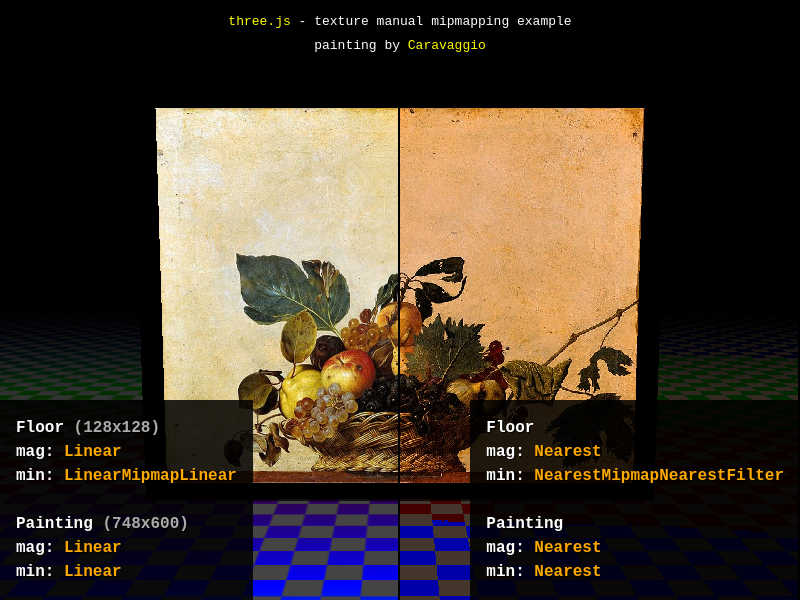 three.js - texture manual mipmapping example
painting by Caravaggio
Floor (128x128)
mag: Linear
min: LinearMipmapLinear
Painting (748x600)
mag: Linear
min: Linear
Floor
mag: Nearest
min: NearestMipmapNearestFilter
Painting
mag: Nearest
min: Nearest